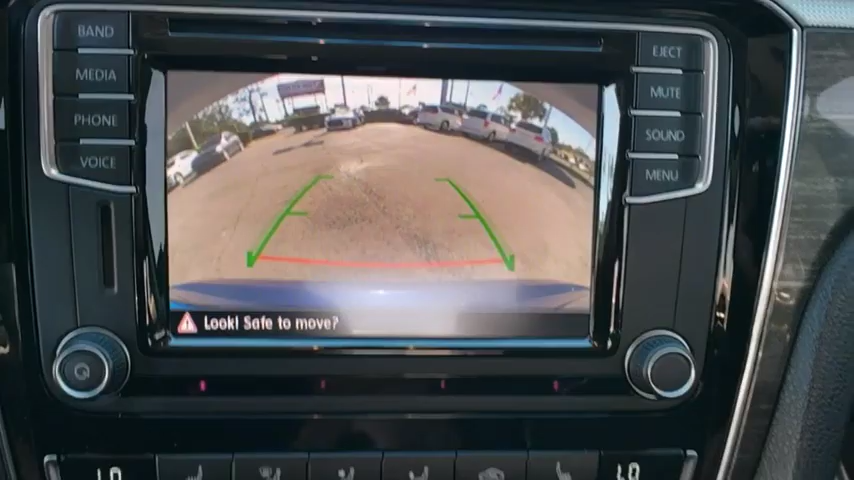 BAND
MEDIA
PHONE
VOICE
EJECT
MUTE
SOUND
MENU
Look! Safe to move?
LO
LO